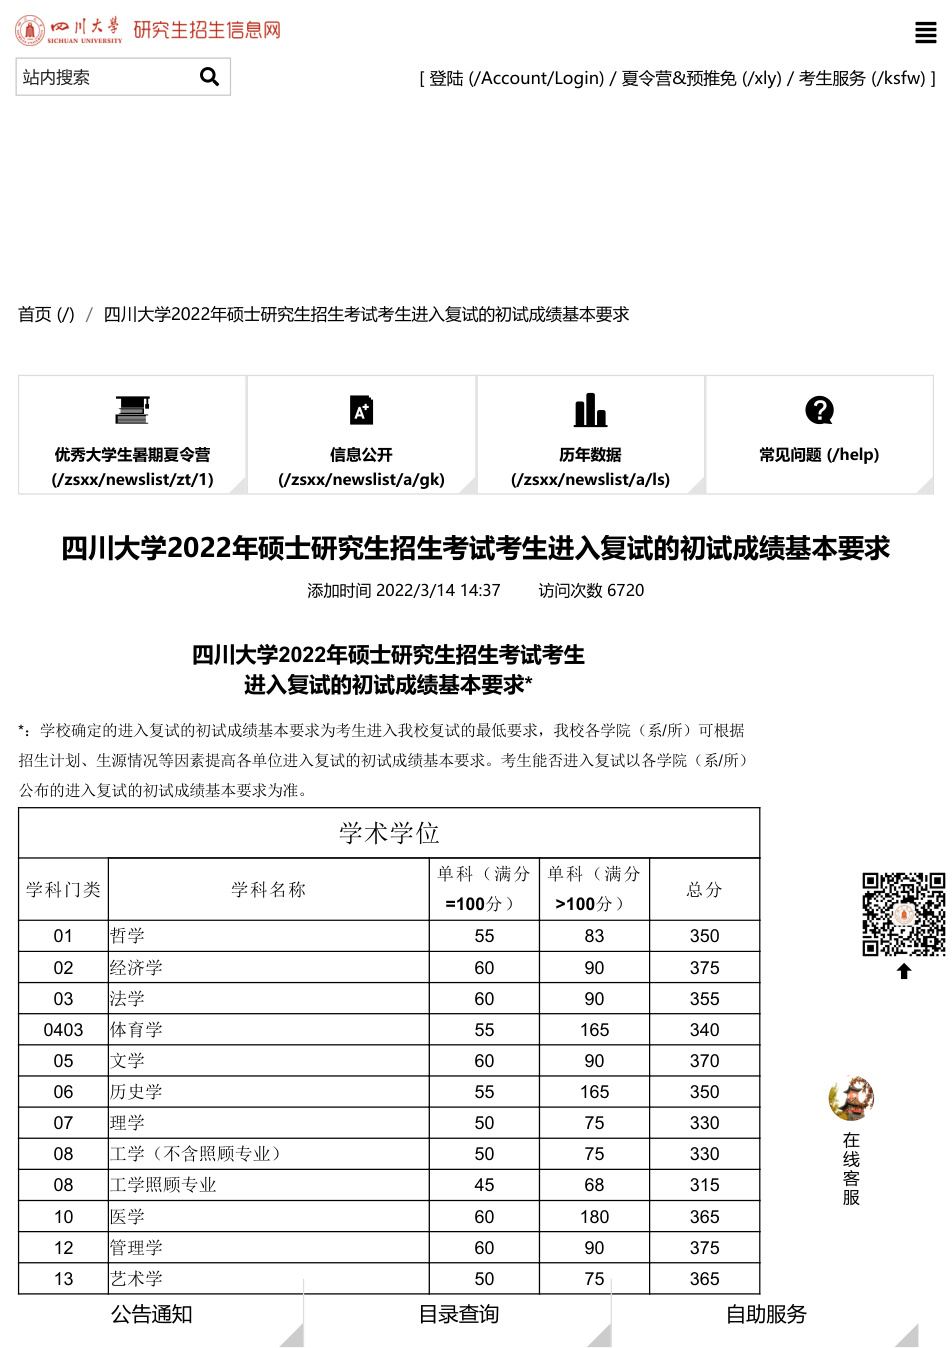 四川大学 研究生招生信息网
SICHUAN UNIVERSITY
站内搜索
[ 登陆 (/Account/Login) / 夏令营&预推免 (/xly) / 考生服务 (/ksfw) ]
首页 (/) / 四川大学2022年硕士研究生招生考试考生进入复试的初试成绩基本要求
优秀大学生暑期夏令营 (/zsxx/newslist/zt/1)
信息公开 (/zsxx/newslist/a/gk)
历年数据 (/zsxx/newslist/a/ls)
常见问题 (/help)
四川大学2022年硕士研究生招生考试考生进入复试的初试成绩基本要求
添加时间 2022/3/14 14:37 访问次数 6720
四川大学2022年硕士研究生招生考试考生
进入复试的初试成绩基本要求*
*：学校确定的进入复试的初试成绩基本要求为考生进入我校复试的最低要求，我校各学院（系/所）可根据
招生计划、生源情况等因素提高各单位进入复试的初试成绩基本要求。考生能否进入复试以各学院（系/所）
公布的进入复试的初试成绩基本要求为准。
学术学位
学科门类 学科名称 单科（满分=100分） 单科（满分>100分） 总分
01 哲学 55 83 350
02 经济学 60 90 375
03 法学 60 90 355
0403 体育学 55 165 340
05 文学 60 90 370
06 历史学 55 165 350
07 理学 50 75 330
08 工学（不含照顾专业） 50 75 330
08 工学照顾专业 45 68 315
10 医学 60 180 365
12 管理学 60 90 375
13 艺术学 50 75 365
在线客服
公告通知 目录查询 自助服务